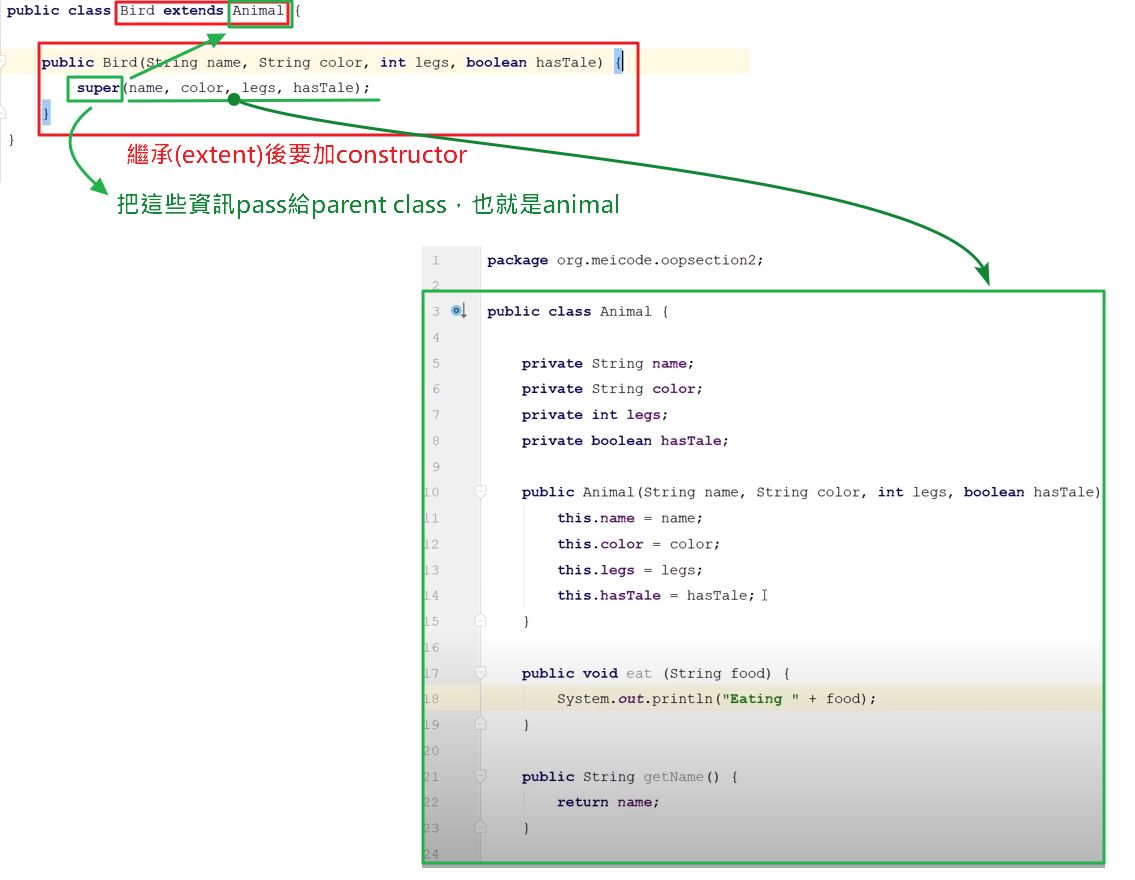 public class Bird extends Animal {
public Bird(String name, String color, int legs, boolean hasTale) {
super(name, color, legs, hasTale);
}
}
繼承(extent)後要加constructor
把這些資訊pass給parent class，也就是animal
1 package org.meicode.oopsection2;
2
3 public class Animal {
4
5 private String name;
6 private String color;
7 private int legs;
8 private boolean hasTale;
9
10 public Animal(String name, String color, int legs, boolean hasTale)
11 this.name = name;
12 this.color = color;
13 this.legs = legs;
14 this.hasTale = hasTale;
15 }
16
17 public void eat (String food) {
18 System.out.println("Eating " + food);
19 }
20
21 public String getName() {
22 return name;
23 }
24